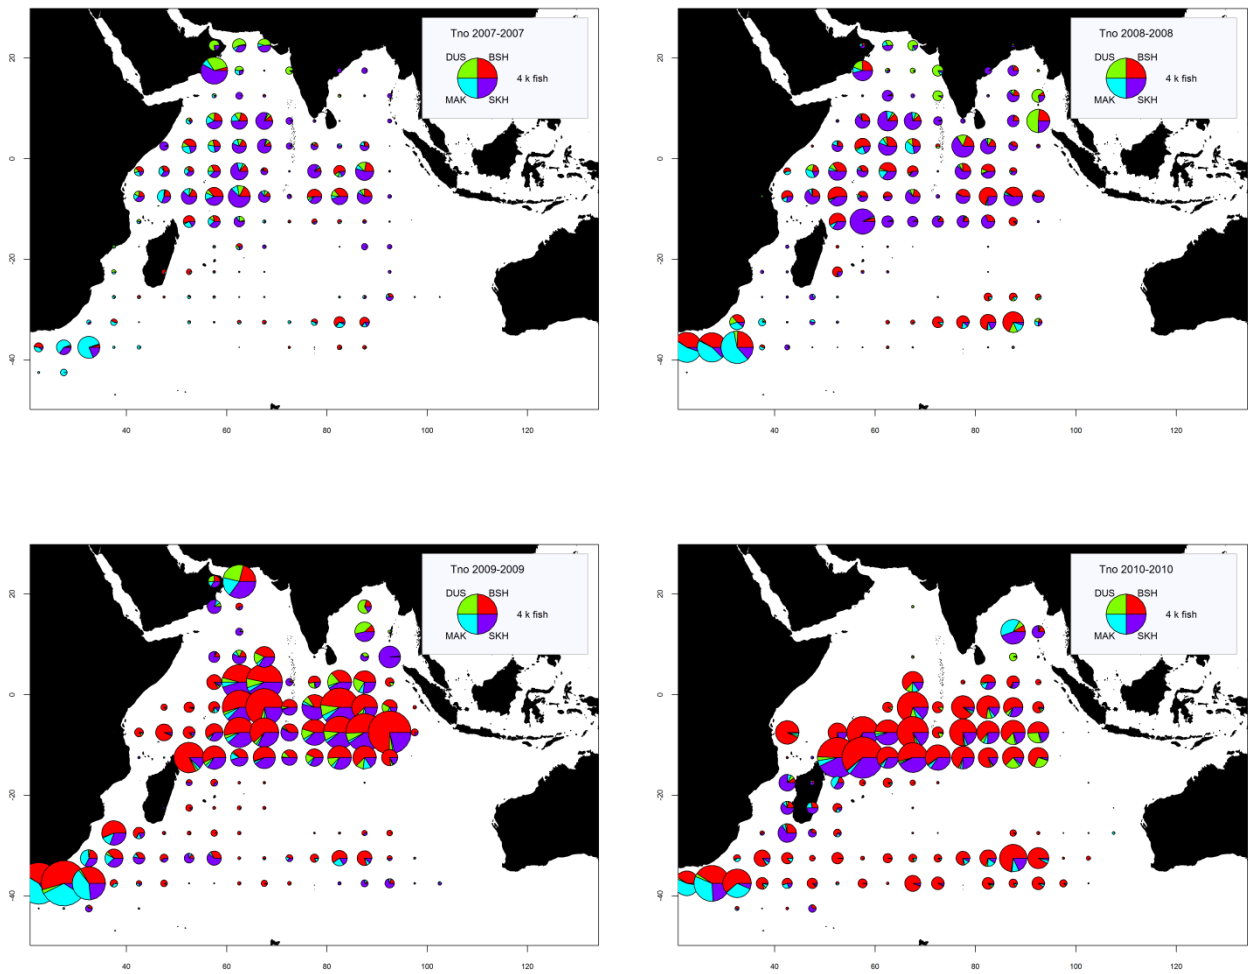 Tno 2007-2007
DUS BSH
4 k fish
MAK SKH
20
0
-20
-40
40 60 80 100 120
Tno 2008-2008
DUS BSH
4 k fish
MAK SKH
20
0
-20
-40
40 60 80 100 120
Tno 2009-2009
DUS BSH
4 k fish
MAK SKH
20
0
-20
-40
40 60 80 100 120
Tno 2010-2010
DUS BSH
4 k fish
MAK SKH
20
0
-20
-40
40 60 80 100 120